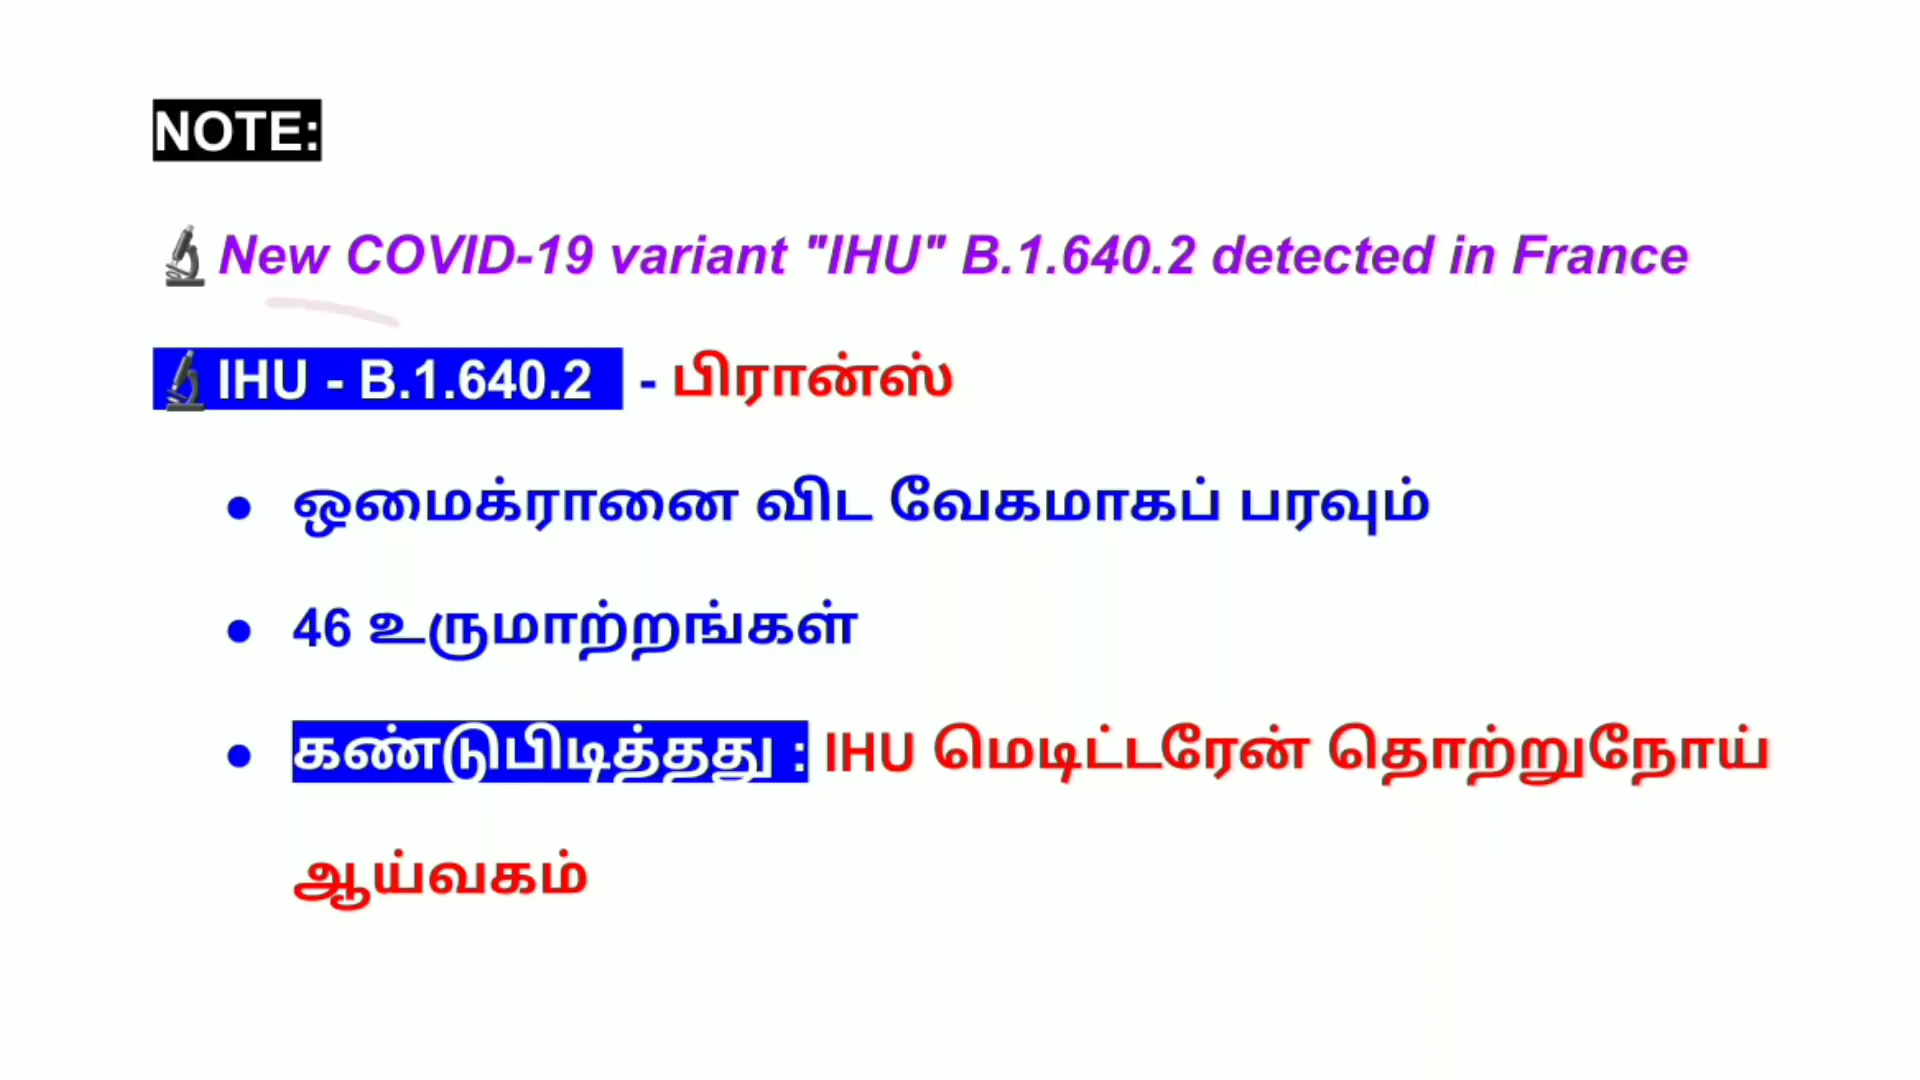 NOTE:
New COVID-19 variant "IHU" B.1.640.2 detected in France
IHU - B.1.640.2 - பிரான்ஸ்
● ஒமைக்ரானை விட வேகமாகப் பரவும்
● 46 உருமாற்றங்கள்
● கண்டுபிடித்தது : IHU மெடிட்டரேன் தொற்றுநோய்
ஆய்வகம்